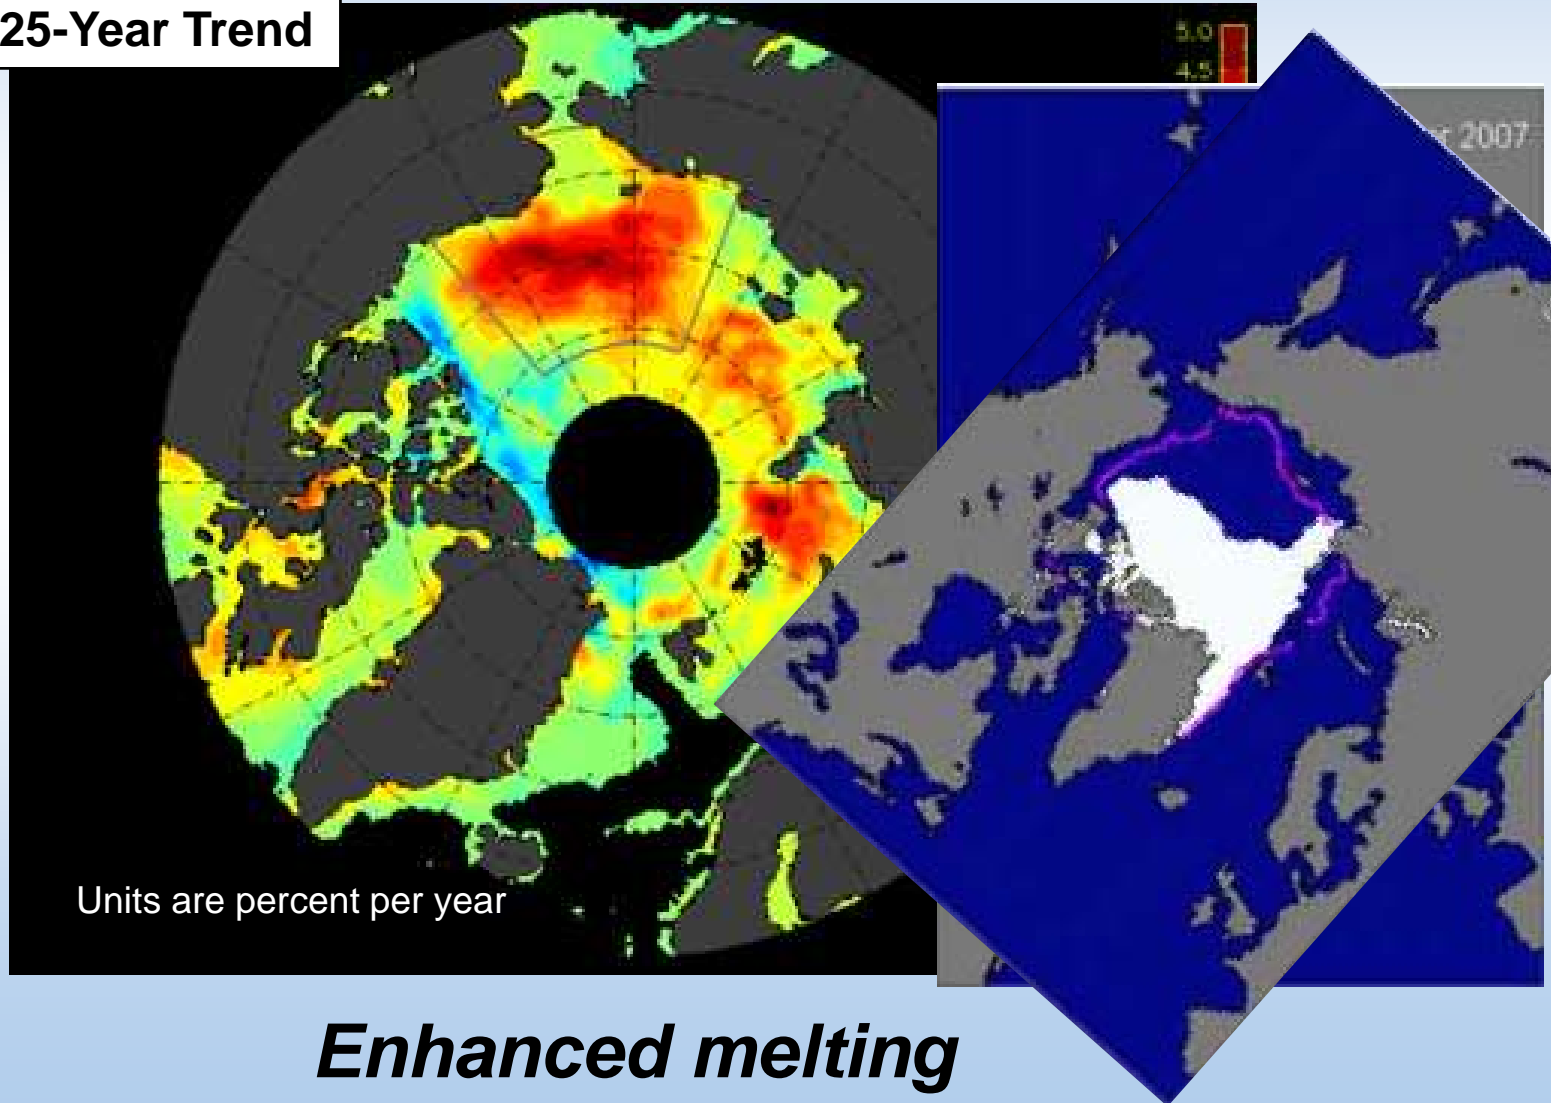 25-Year Trend
5.0
4.5
2007
Units are percent per year
Enhanced melting